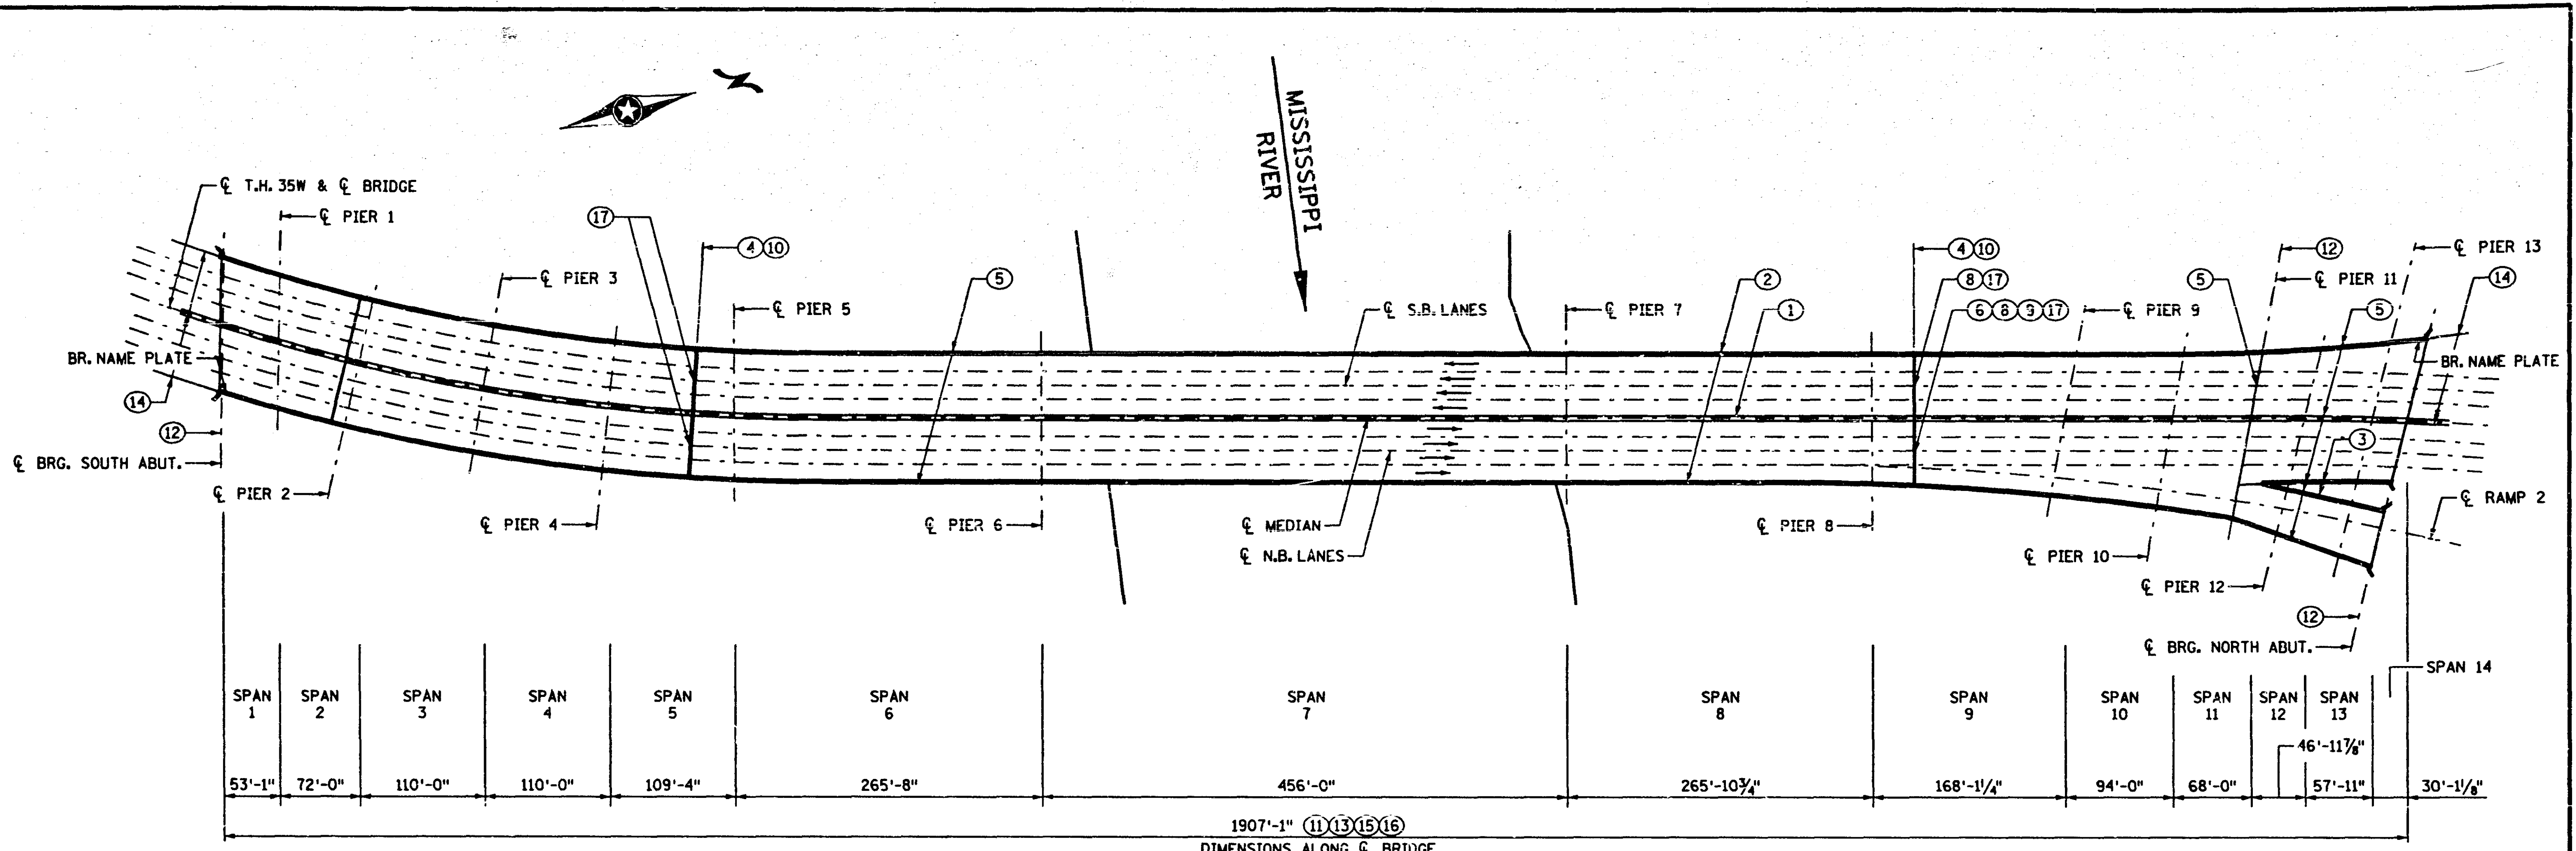 N
MISSISSIPPI
RIVER
℄ T.H. 35W & ℄ BRIDGE
℄ PIER 1
17
4 10
℄ PIER 3
5
℄ PIER 5
℄ S.B. LANES
℄ PIER 7
2
1
4 10
8 17
6 8 9 17
℄ PIER 9
5
12
℄ PIER 11
℄ PIER 13
14
5
BR. NAME PLATE
BR. NAME PLATE
14
12
℄ BRG. SOUTH ABUT.
℄ PIER 2
℄ PIER 4
℄ PIER 6
℄ MEDIAN
℄ N.B. LANES
℄ PIER 8
3
℄ RAMP 2
℄ PIER 10
℄ PIER 12
12
℄ BRG. NORTH ABUT.
SPAN 14
SPAN 1
SPAN 2
SPAN 3
SPAN 4
SPAN 5
SPAN 6
SPAN 7
SPAN 8
SPAN 9
SPAN 10
SPAN 11
SPAN 12
SPAN 13
46'-11⅞"
53'-1" 72'-0" 110'-0" 110'-0" 109'-4" 265'-8" 456'-0" 265'-10¾" 168'-1¼" 94'-0" 68'-0" 57'-11" 30'-1⅛"
1907'-1" 11 13 15 16
DIMENSIONS ALONG ℄ BRIDGE